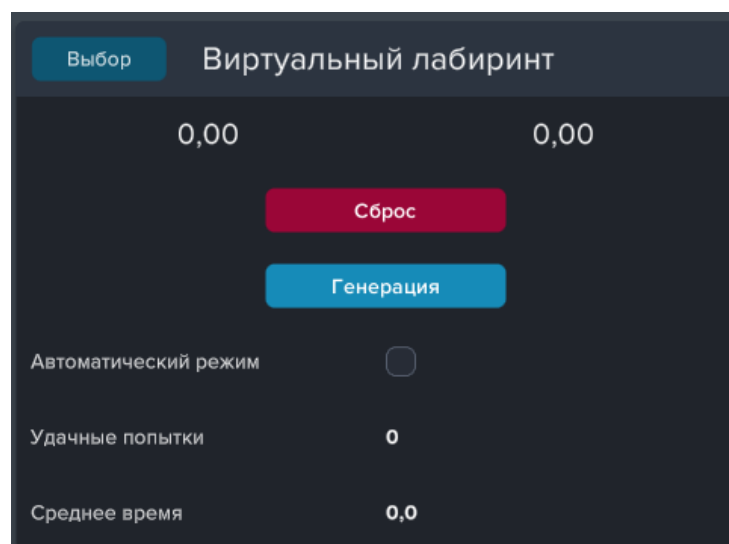 Выбор Виртуальный лабиринт
0,00 0,00
Сброс
Генерация
Автоматический режим
Удачные попытки 0
Среднее время 0,0